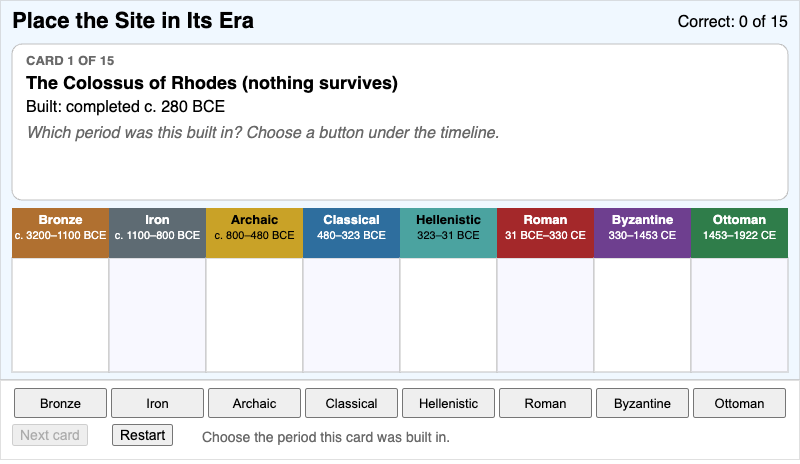 Place the Site in Its Era
Correct: 0 of 15
CARD 1 OF 15
The Colossus of Rhodes (nothing survives)
Built: completed c. 280 BCE
Which period was this built in? Choose a button under the timeline.
Bronze Iron Archaic Classical Hellenistic Roman Byzantine Ottoman
c. 3200–1100 BCE c. 1100–800 BCE c. 800–480 BCE 480–323 BCE 323–31 BCE 31 BCE–330 CE 330–1453 CE 1453–1922 CE
Bronze Iron Archaic Classical Hellenistic Roman Byzantine Ottoman
Next card Restart Choose the period this card was built in.